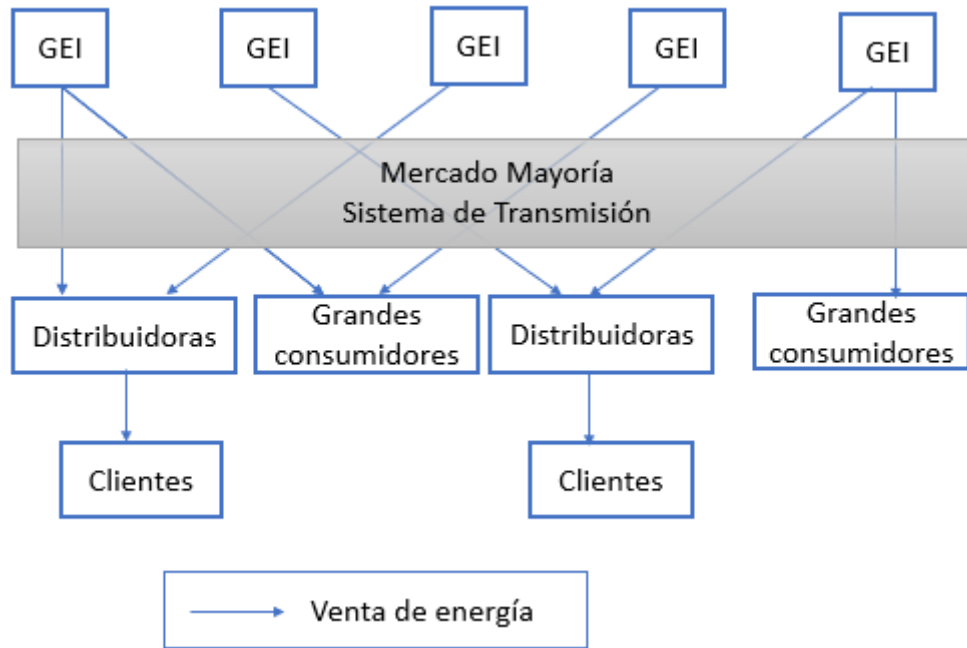 GEI
GEI
GEI
GEI
GEI
Mercado Mayoría
Sistema de Transmisión
Distribuidoras
Grandes
consumidores
Distribuidoras
Grandes
consumidores
Clientes
Clientes
Venta de energía